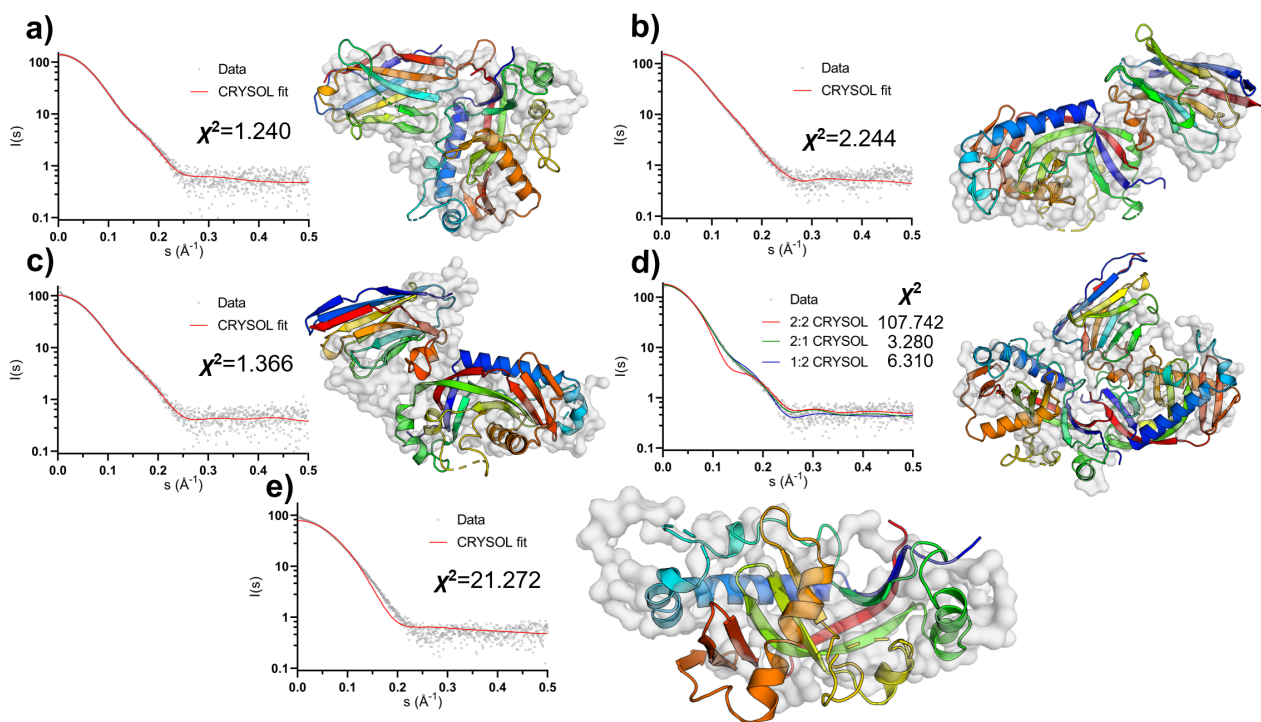 a)
100
10
1
0.1
I(s)
0.0 0.1 0.2 0.3 0.4 0.5
s (Å⁻¹)
Data
CRYSOL fit
χ²=1.240
b)
100
10
1
0.1
I(s)
0.0 0.1 0.2 0.3 0.4 0.5
s (Å⁻¹)
Data
CRYSOL fit
χ²=2.244
c)
100
10
1
0.1
I(s)
0.0 0.1 0.2 0.3 0.4 0.5
s (Å⁻¹)
Data
CRYSOL fit
χ²=1.366
d)
100
10
1
0.1
I(s)
0.0 0.1 0.2 0.3 0.4 0.5
s (Å⁻¹)
χ²
Data
2:2 CRYSOL 107.742
2:1 CRYSOL 3.280
1:2 CRYSOL 6.310
e)
100
10
1
0.1
I(s)
0.0 0.1 0.2 0.3 0.4 0.5
s (Å⁻¹)
Data
CRYSOL fit
χ²=21.272